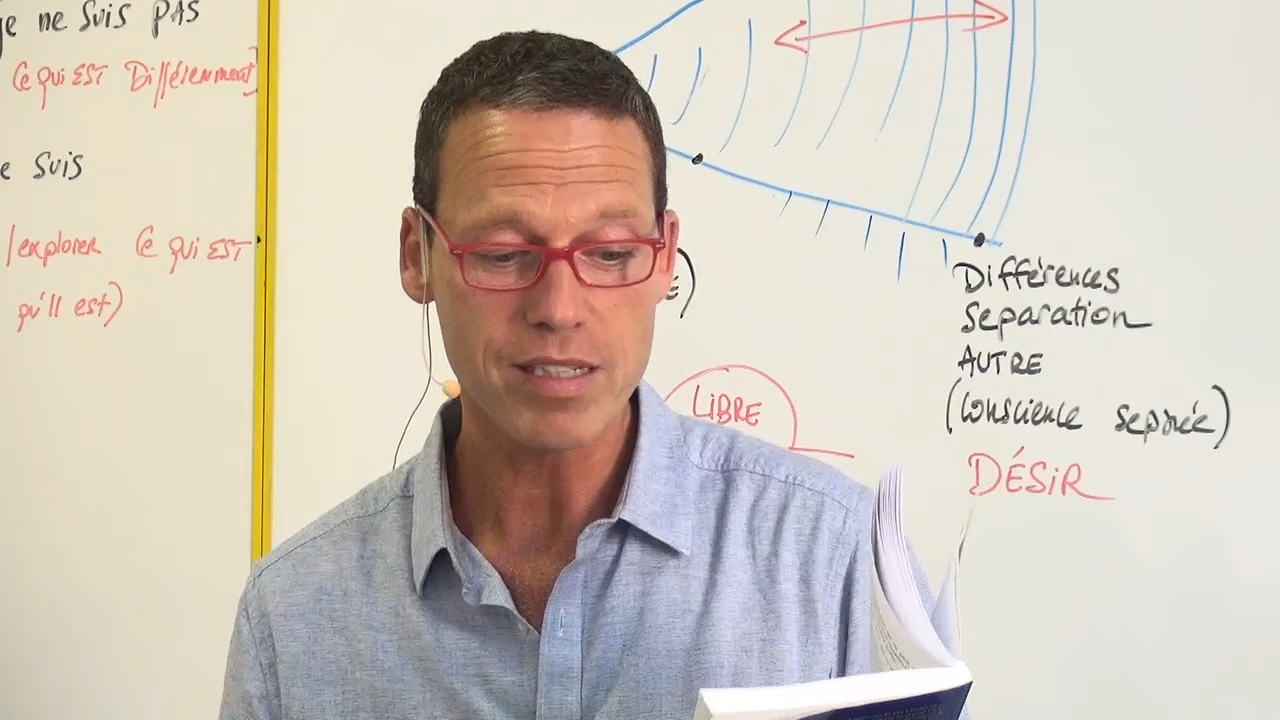 je ne suis pas
Ce qui EST Différemment]
e suis
/explorer Ce qui EST
qu'il est)
é)
LIBRE
Différences
Separation
AUTRE
(Conscience séparée)
DÉSIR